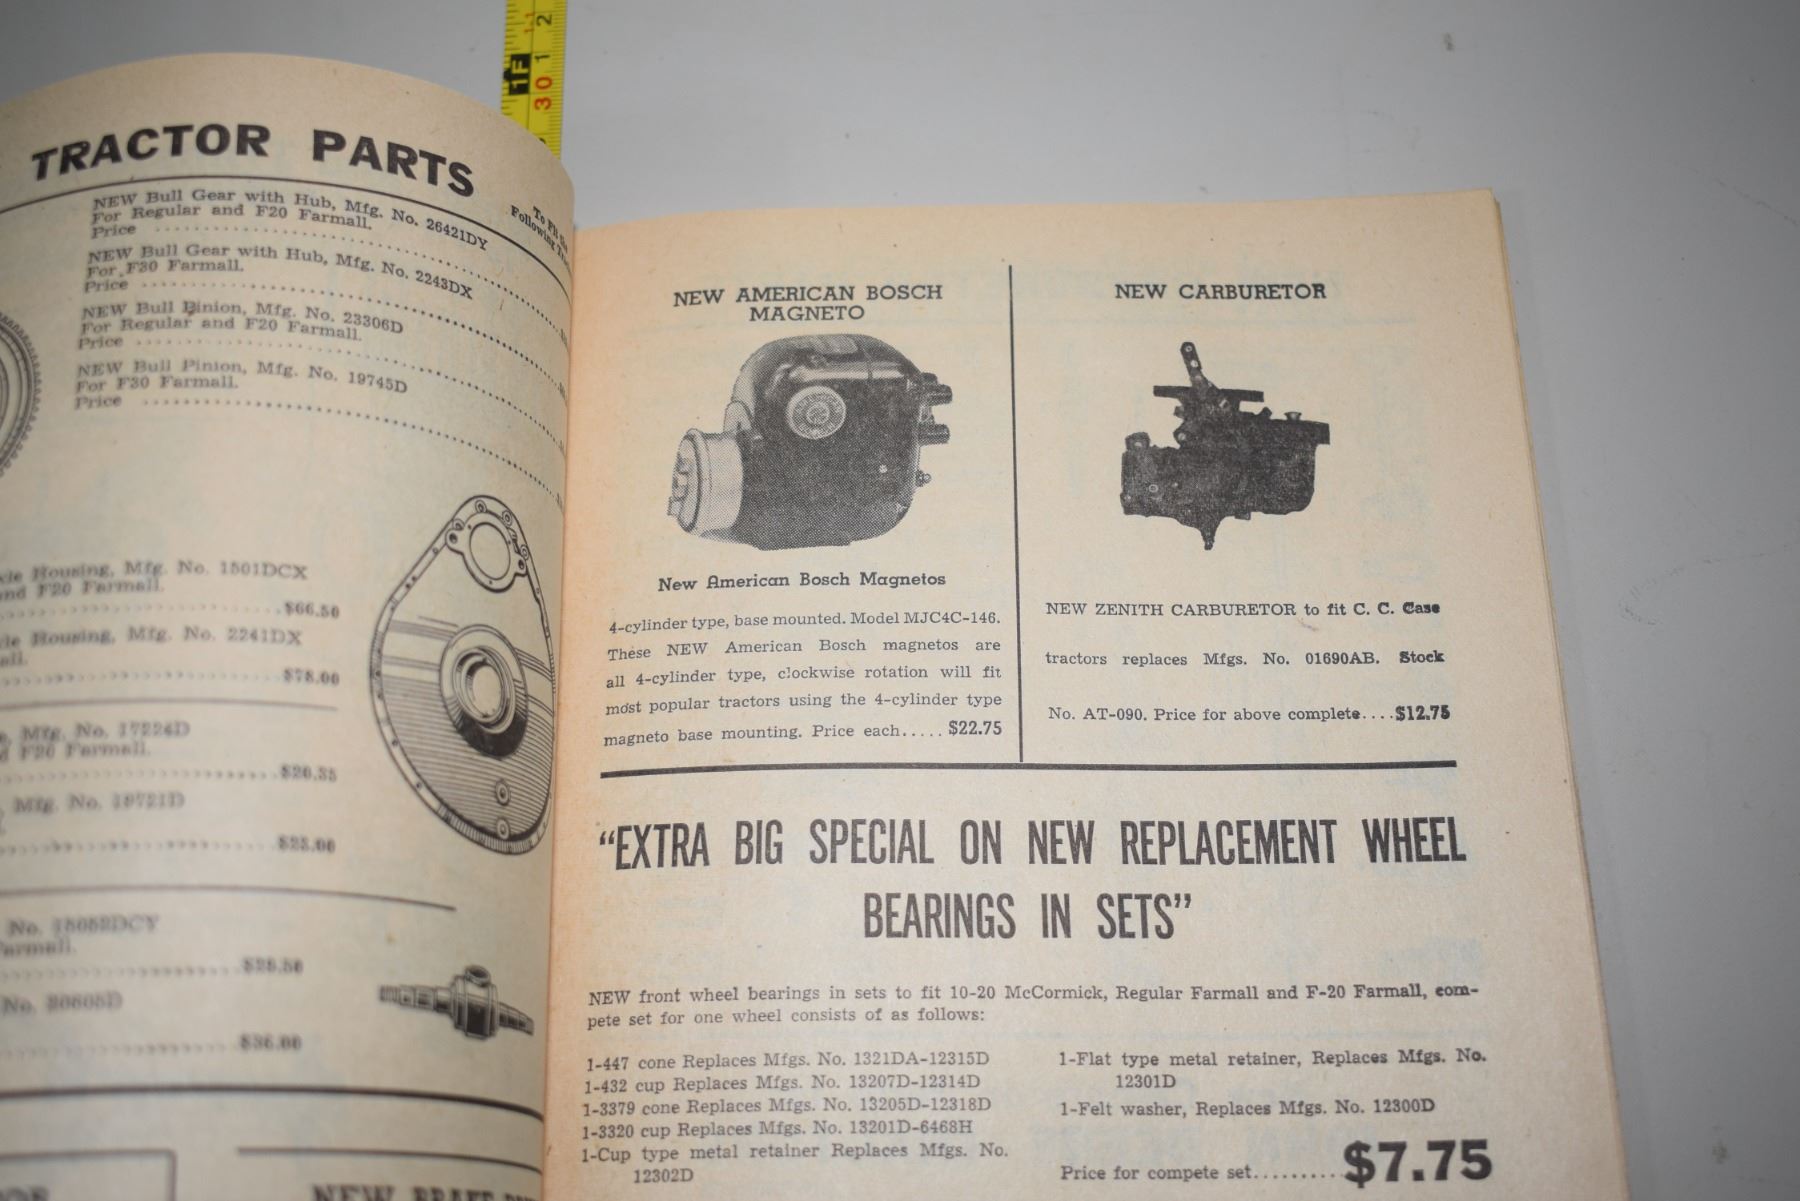 1F
30
1
2
11
TRACTOR PARTS
To Fit the
Following
NEW Bull Gear with Hub, Mfg. No. 26421DY
For Regular and F20 Farmall.
Price
NEW Bull Gear with Hub, Mfg. No. 2243DX
For F30 Farmall.
Price
NEW Bull Pinion, Mfg. No. 23306D
For Regular and F20 Farmall.
Price
NEW Bull Pinion, Mfg. No. 19745D
For F30 Farmall.
Price
Housing, Mfg. No. 1501DCX
F20 Farmall.
$66.50
Housing, Mfg. No. 2241DX
$78.00
Mfg. No. 17224D
F20 Farmall.
Mfg. No. 19721D
$25.00
No. 15052DCY
No. 20605D
$36.00
NEW
NEW AMERICAN BOSCH
MAGNETO
New American Bosch Magnetos
4-cylinder type, base mounted. Model MJC4C-146.
These NEW American Bosch magnetos are
all 4-cylinder type, clockwise rotation will fit
most popular tractors using the 4-cylinder type
magneto base mounting. Price each..... $22.75
NEW CARBURETOR
NEW ZENITH CARBURETOR to fit C. C. Case
tractors replaces Mfgs. No. 01690AB. Stock
No. AT-090. Price for above complete....$12.75
"EXTRA BIG SPECIAL ON NEW REPLACEMENT WHEEL
BEARINGS IN SETS"
NEW front wheel bearings in sets to fit 10-20 McCormick, Regular Farmall and F-20 Farmall, com-
pete set for one wheel consists of as follows:
1-447 cone Replaces Mfgs. No. 1321DA-12315D
1-432 cup Replaces Mfgs. No. 13207D-12314D
1-3379 cone Replaces Mfgs. No. 13205D-12318D
1-3320 cup Replaces Mfgs. No. 13201D-6468H
1-Cup type metal retainer Replaces Mfgs. No.
12302D
1-Flat type metal retainer, Replaces Mfgs. No.
12301D
1-Felt washer, Replaces Mfgs. No. 12300D
Price for compete set..........$7.75